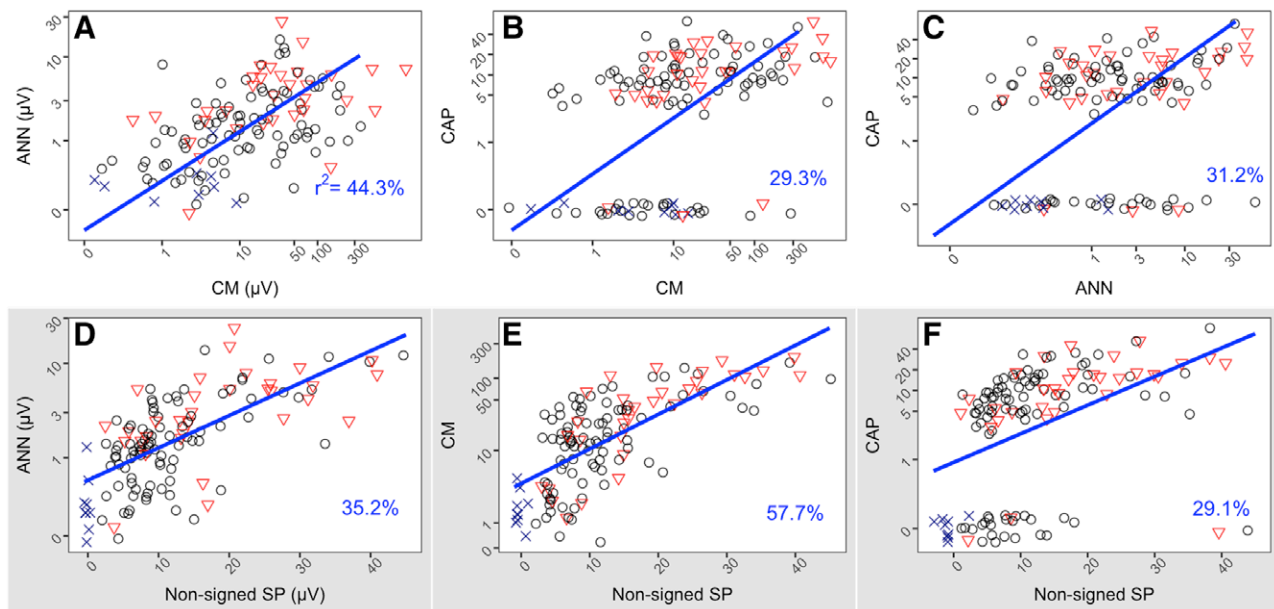 A
ANN (µV)
30
10
3
1
0
r²= 44.3%
0 1 10 50 100 300
CM (µV)
B
CAP
40
20
10
5
1
0
29.3%
0 1 10 50 300
CM
C
CAP
40
20
10
5
1
0
31.2%
0 1 3 10 30
ANN
D
ANN (µV)
30
10
3
1
0
35.2%
0 10 20 30 40
Non-signed SP (µV)
E
CM
300
100
50
10
1
0
57.7%
0 10 20 30 40
Non-signed SP
F
CAP
40
20
10
5
1
0
29.1%
0 10 20 30 40
Non-signed SP